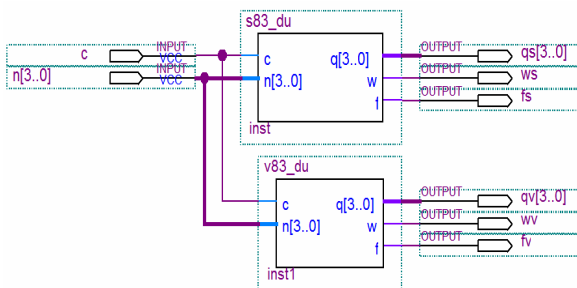 s83_du
c INPUT VCC
n[3..0] INPUT VCC
c q[3..0] OUTPUT qs[3..0]
n[3..0] w OUTPUT ws
f OUTPUT fs
inst
v83_du
c q[3..0] OUTPUT qv[3..0]
n[3..0] w OUTPUT wv
f OUTPUT fv
inst1